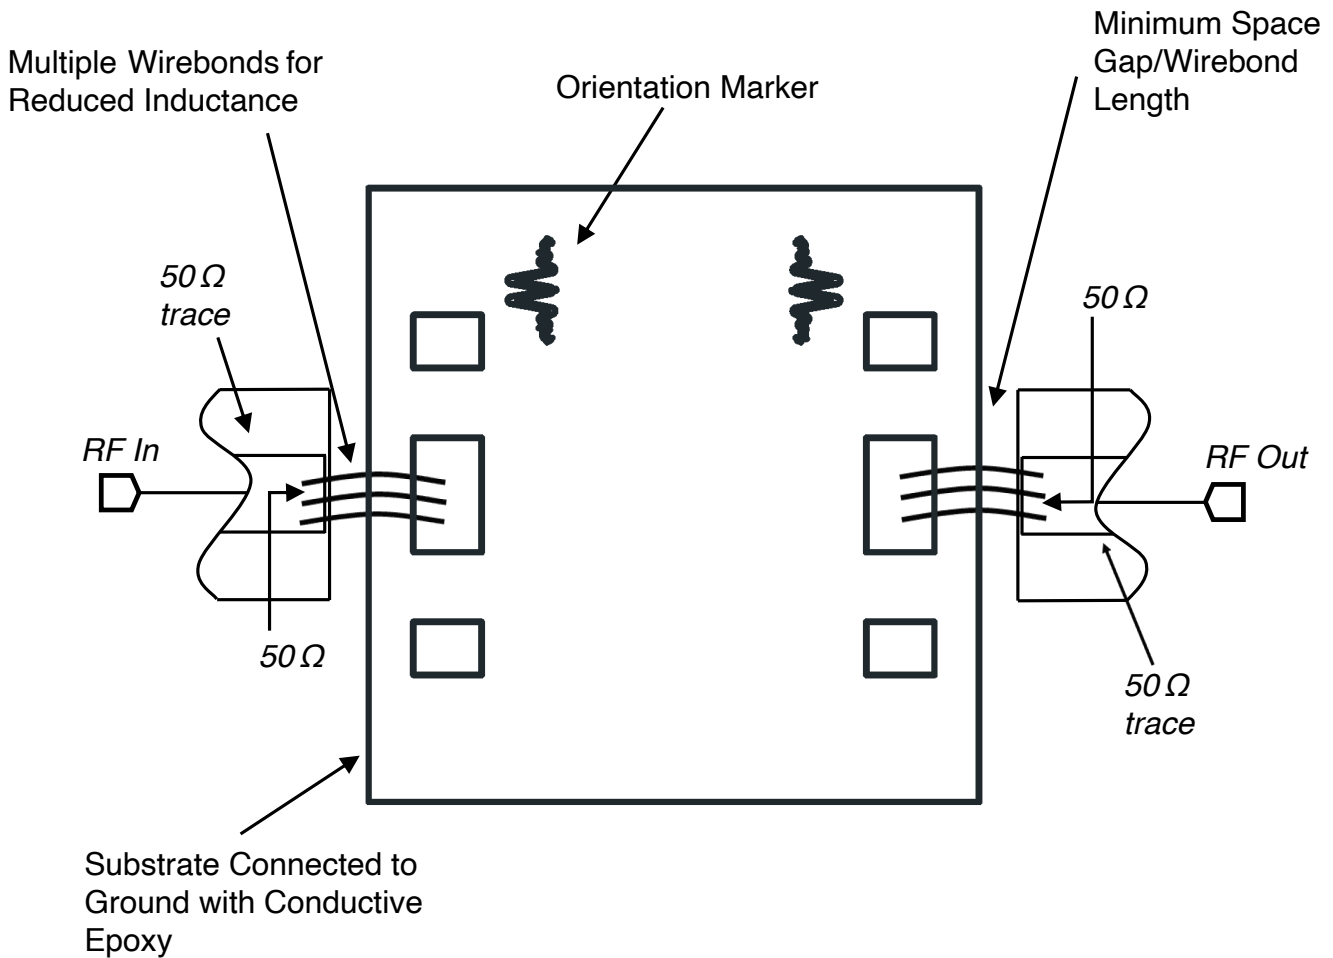 Minimum Space
Gap/Wirebond
Length
Multiple Wirebonds for
Reduced Inductance
Orientation Marker
50 Ω
trace
50 Ω
RF In
RF Out
50 Ω
50 Ω
trace
Substrate Connected to
Ground with Conductive
Epoxy